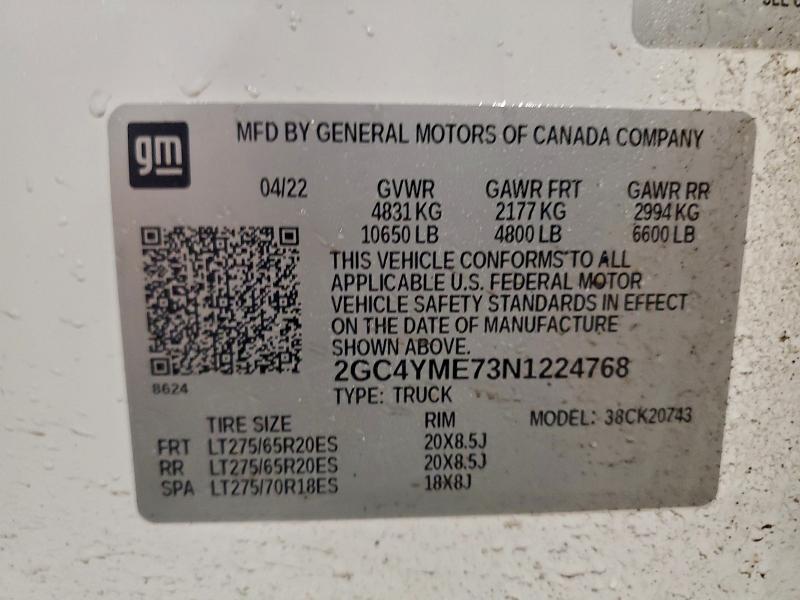 gm
MFD BY GENERAL MOTORS OF CANADA COMPANY
04/22 GVWR GAWR FRT GAWR RR
4831 KG 2177 KG 2994 KG
10650 LB 4800 LB 6600 LB
THIS VEHICLE CONFORMS TO ALL
APPLICABLE U.S. FEDERAL MOTOR
VEHICLE SAFETY STANDARDS IN EFFECT
ON THE DATE OF MANUFACTURE
SHOWN ABOVE.
2GC4YME73N1224768
8624
TYPE: TRUCK
TIRE SIZE RIM MODEL: 38CK20743
FRT LT275/65R20ES 20X8.5J
RR LT275/65R20ES 20X8.5J
SPA LT275/70R18ES 18X8J